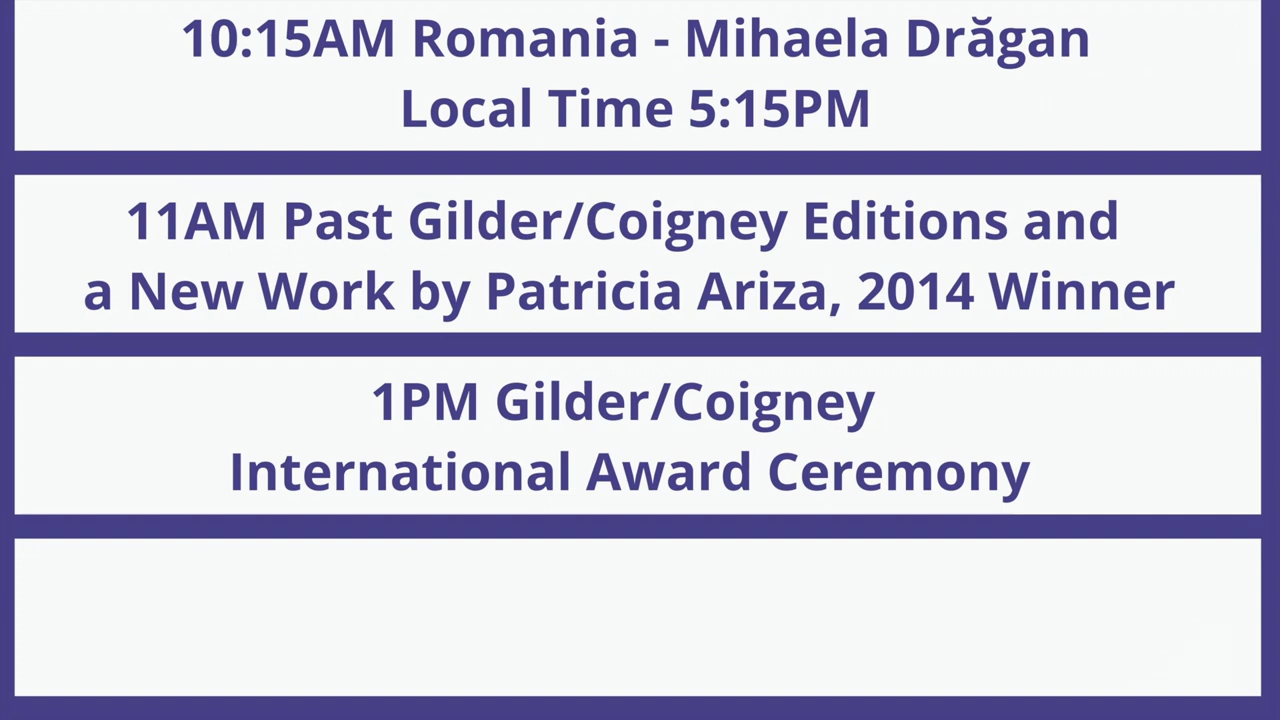 10:15AM Romania - Mihaela Drăgan
Local Time 5:15PM
11AM Past Gilder/Coigney Editions and
a New Work by Patricia Ariza, 2014 Winner
1PM Gilder/Coigney
International Award Ceremony